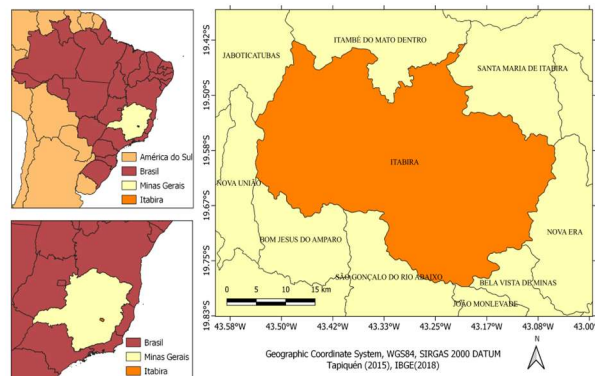 América do Sul
Brasil
Minas Gerais
Itabira
Brasil
Minas Gerais
Itabira
ITAMBÉ DO MATO DENTRO
JABOTICATUBAS
SANTA MARIA DE ITABIRA
ITABIRA
NOVA UNIÃO
NOVA ERA
BOM JESUS DO AMPARO
SÃO GONÇALO DO RIO ABAIXO
BELA VISTA DE MINAS
JOÃO MONLEVADE
0 5 10 15 km
19.42°S
19.50°S
19.58°S
19.67°S
19.75°S
19.83°S
43.58°W 43.50°W 43.42°W 43.33°W 43.25°W 43.17°W 43.08°W 43.00°W
N
Geographic Coordinate System, WGS84, SIRGAS 2000 DATUM
Tapiquén (2015), IBGE(2018)